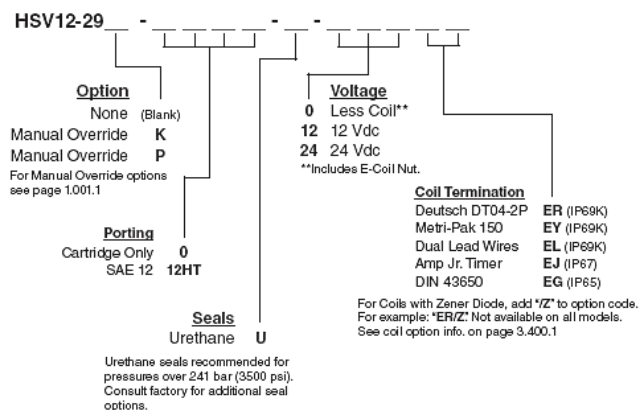 HSV12-29__ - ____ - _ - ___ __
Option
None (Blank)
Manual Override K
Manual Override P
For Manual Override options
see page 1.001.1
Porting
Cartridge Only 0
SAE 12 12HT
Seals
Urethane U
Urethane seals recommended for
pressures over 241 bar (3500 psi).
Consult factory for additional seal
options.
Voltage
0 Less Coil**
12 12 Vdc
24 24 Vdc
**Includes E-Coil Nut.
Coil Termination
Deutsch DT04-2P ER (IP69K)
Metri-Pak 150 EY (IP69K)
Dual Lead Wires EL (IP69K)
Amp Jr. Timer EJ (IP67)
DIN 43650 EG (IP65)
For Coils with Zener Diode, add "/Z" to option code.
For example: "ER/Z." Not available on all models.
See coil option info. on page 3.400.1